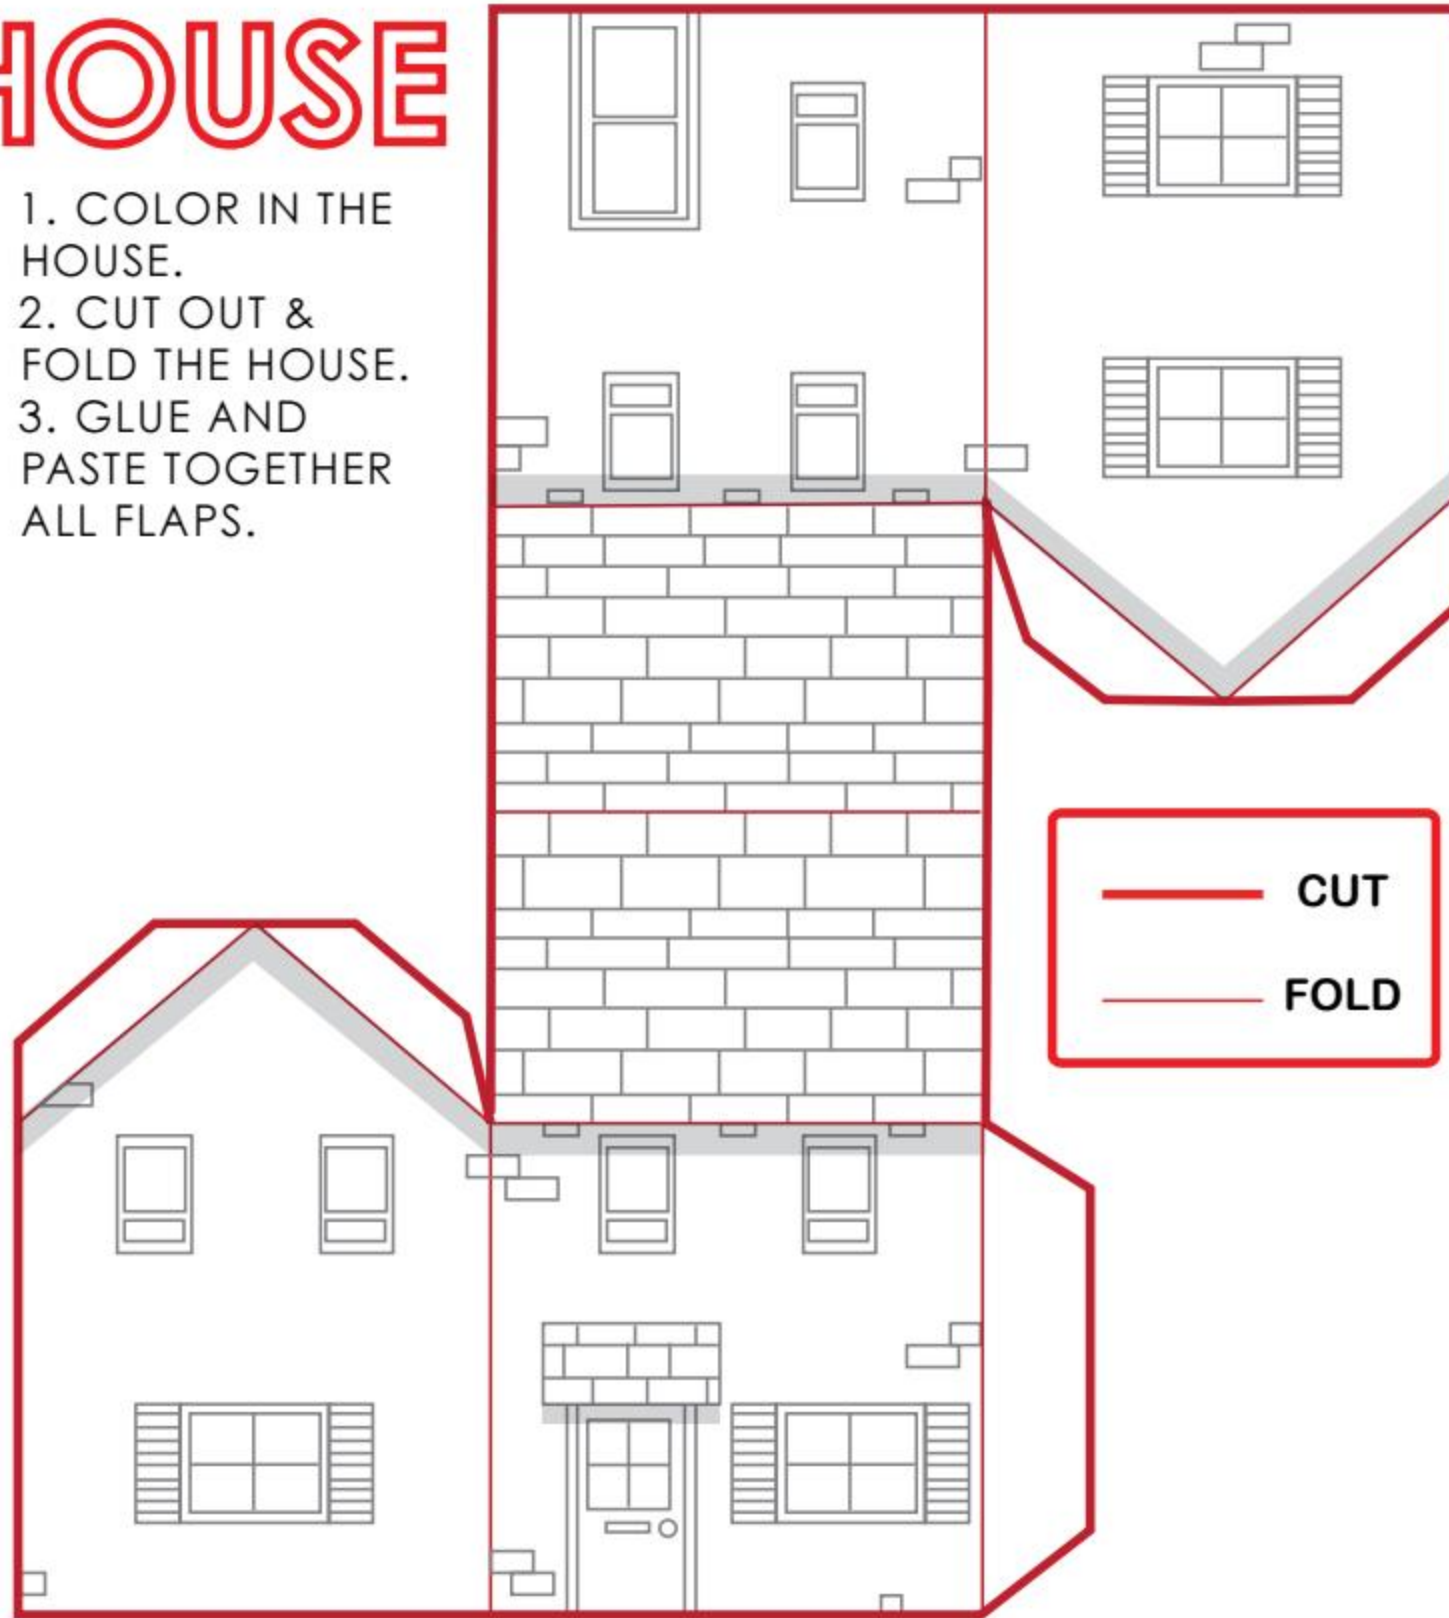 HOUSE
1. COLOR IN THE
HOUSE.
2. CUT OUT &
FOLD THE HOUSE.
3. GLUE AND
PASTE TOGETHER
ALL FLAPS.
CUT
FOLD